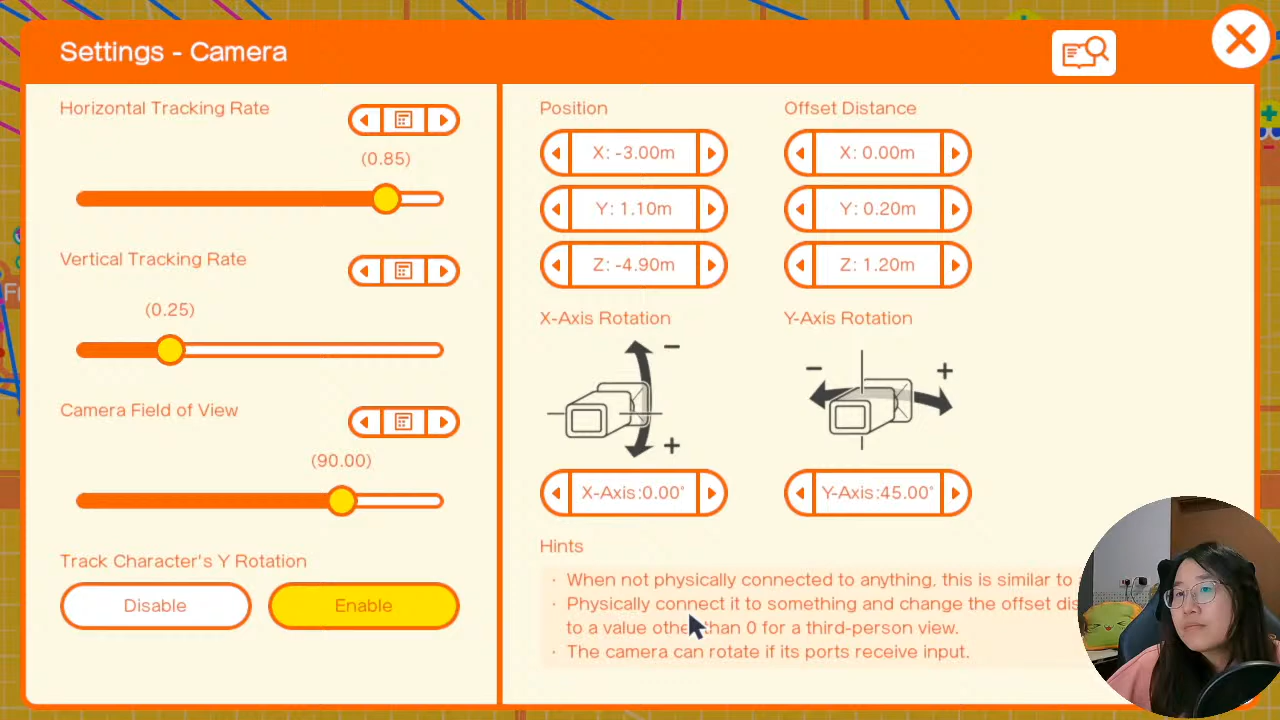 Settings - Camera
Horizontal Tracking Rate
(0.85)
Vertical Tracking Rate
(0.25)
Camera Field of View
(90.00)
Track Character's Y Rotation
Disable
Enable
Position
X: -3.00m
Y: 1.10m
Z: -4.90m
Offset Distance
X: 0.00m
Y: 0.20m
Z: 1.20m
X-Axis Rotation
− 
+
X-Axis:0.00°
Y-Axis Rotation
− +
Y-Axis:45.00°
Hints
· When not physically connected to anything, this is similar to
· Physically connect it to something and change the offset dis
to a value other than 0 for a third-person view.
· The camera can rotate if its ports receive input.